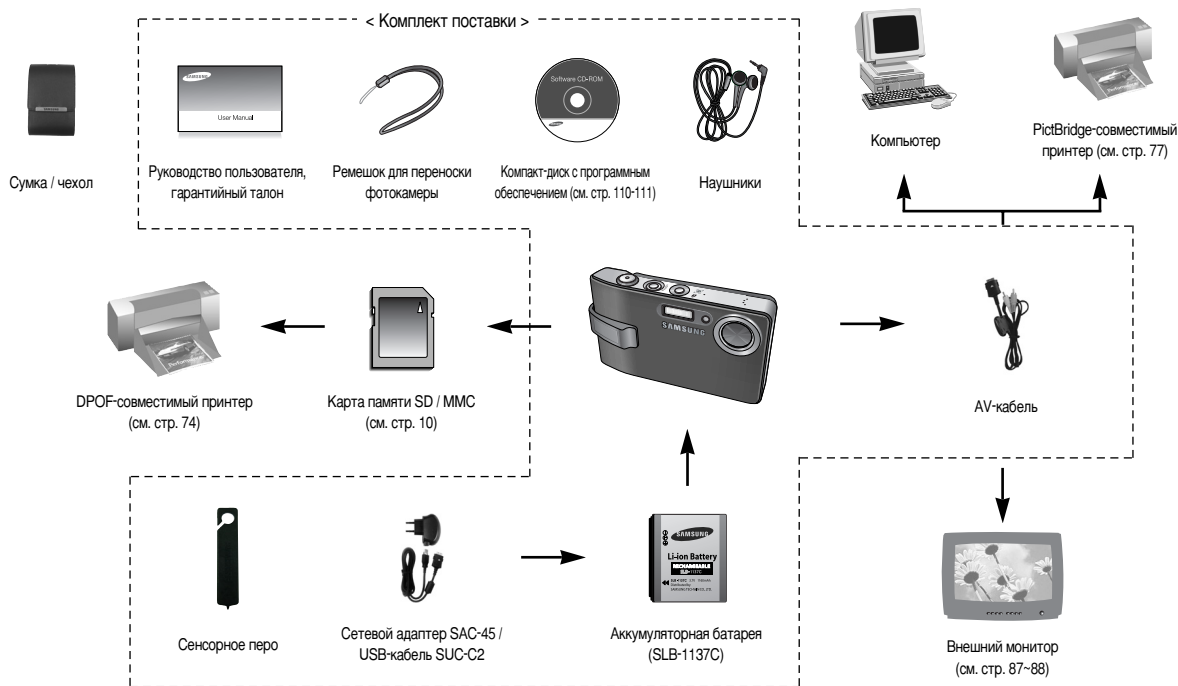 < Комплект поставки >
SAMSUNG
User Manual
Software CD-ROM
Сумка / чехол
Руководство пользователя,
гарантийный талон
Ремешок для переноски
фотокамеры
Компакт-диск с программным
обеспечением (см. стр. 110-111)
Наушники
Компьютер
PictBridge-совместимый
принтер (см. стр. 77)
SAMSUNG
DPOF-совместимый принтер
(см. стр. 74)
Карта памяти SD / MMC
(см. стр. 10)
AV-кабель
SAMSUNG
Li-ion Battery
RECHARGEABLE
SLB-1137C
Сенсорное перо
Сетевой адаптер SAC-45 /
USB-кабель SUC-C2
Аккумуляторная батарея
(SLB-1137C)
Внешний монитор
(см. стр. 87~88)